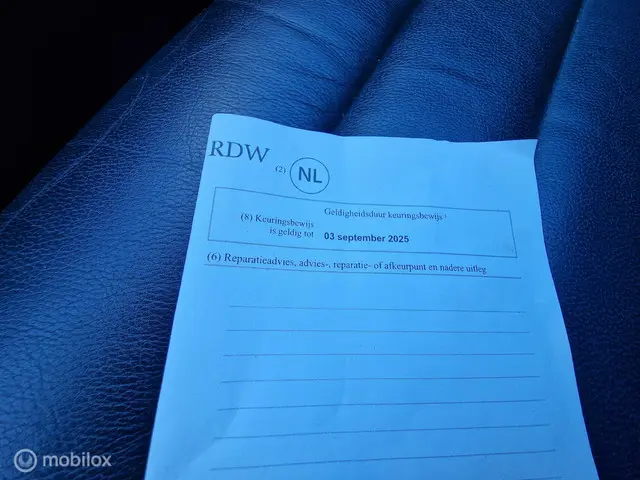 RDW
(2) NL
Geldigheidsduur keuringsbewijs
(8) Keuringsbewijs
is geldig tot 03 september 2025
(6) Reparatieadvies, advies-, reparatie- of afkeurpunt en nadere uitleg
mobilox